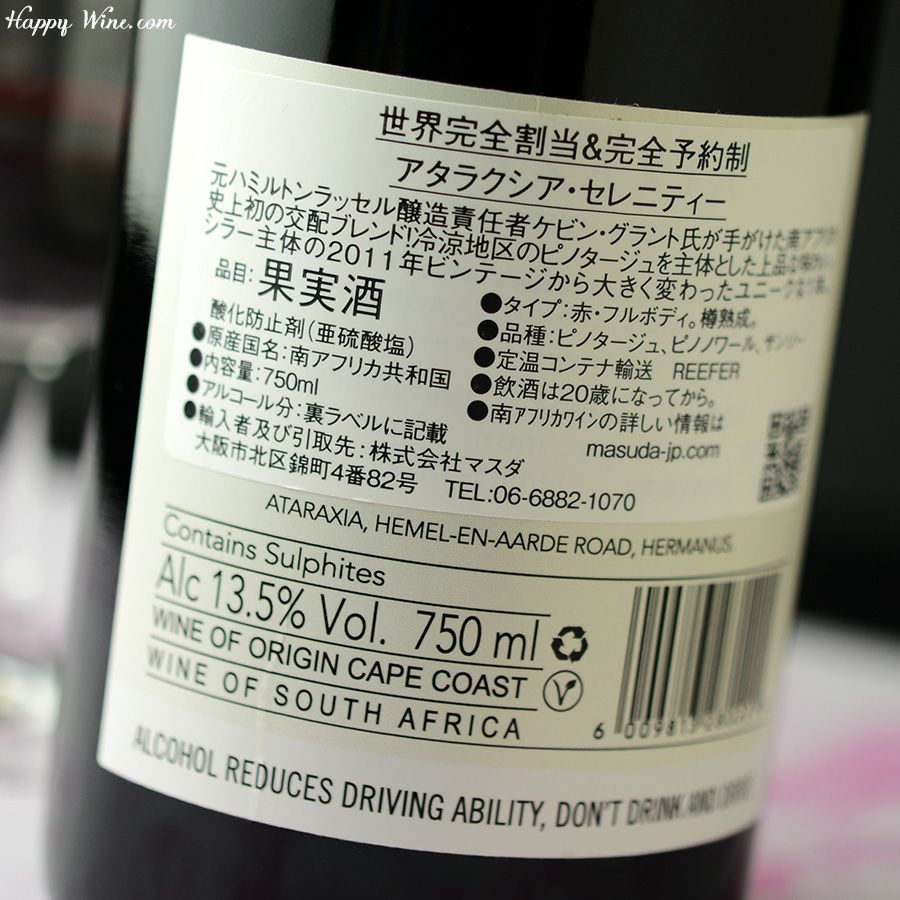 Happy Wine.com
世界完全割当&完全予約制
アタラクシア・セレニティー
元ハミルトンラッセル醸造責任者ケビン・グラント氏が手がけた南アフリ
史上初の交配ブレンド!冷涼地区のピノタージュを主体とした上品な味わい。
シラー主体の2011年ビンテージから大きく変わったユニークな
品目:果実酒
酸化防止剤(亜硫酸塩)
●原産国名:南アフリカ共和国
●内容量:750ml
●アルコール分:裏ラベルに記載
●輸入者及び引取先:株式会社マスダ
大阪市北区錦町4番82号 TEL:06-6882-1070
●タイプ:赤・フルボディ。樽熟成。
●品種:ピノタージュ、ピノノワール、サンソー
●定温コンテナ輸送 REEFER
●飲酒は20歳になってから。
●南アフリカワインの詳しい情報は
masuda-jp.com
ATARAXIA, HEMEL-EN-AARDE ROAD, HERMANUS
Contains Sulphites
Alc 13.5% Vol. 750 ml
WINE OF ORIGIN CAPE COAST
WINE OF SOUTH AFRICA
6 009813
ALCOHOL REDUCES DRIVING ABILITY, DON'T DRINK AND DRIVE